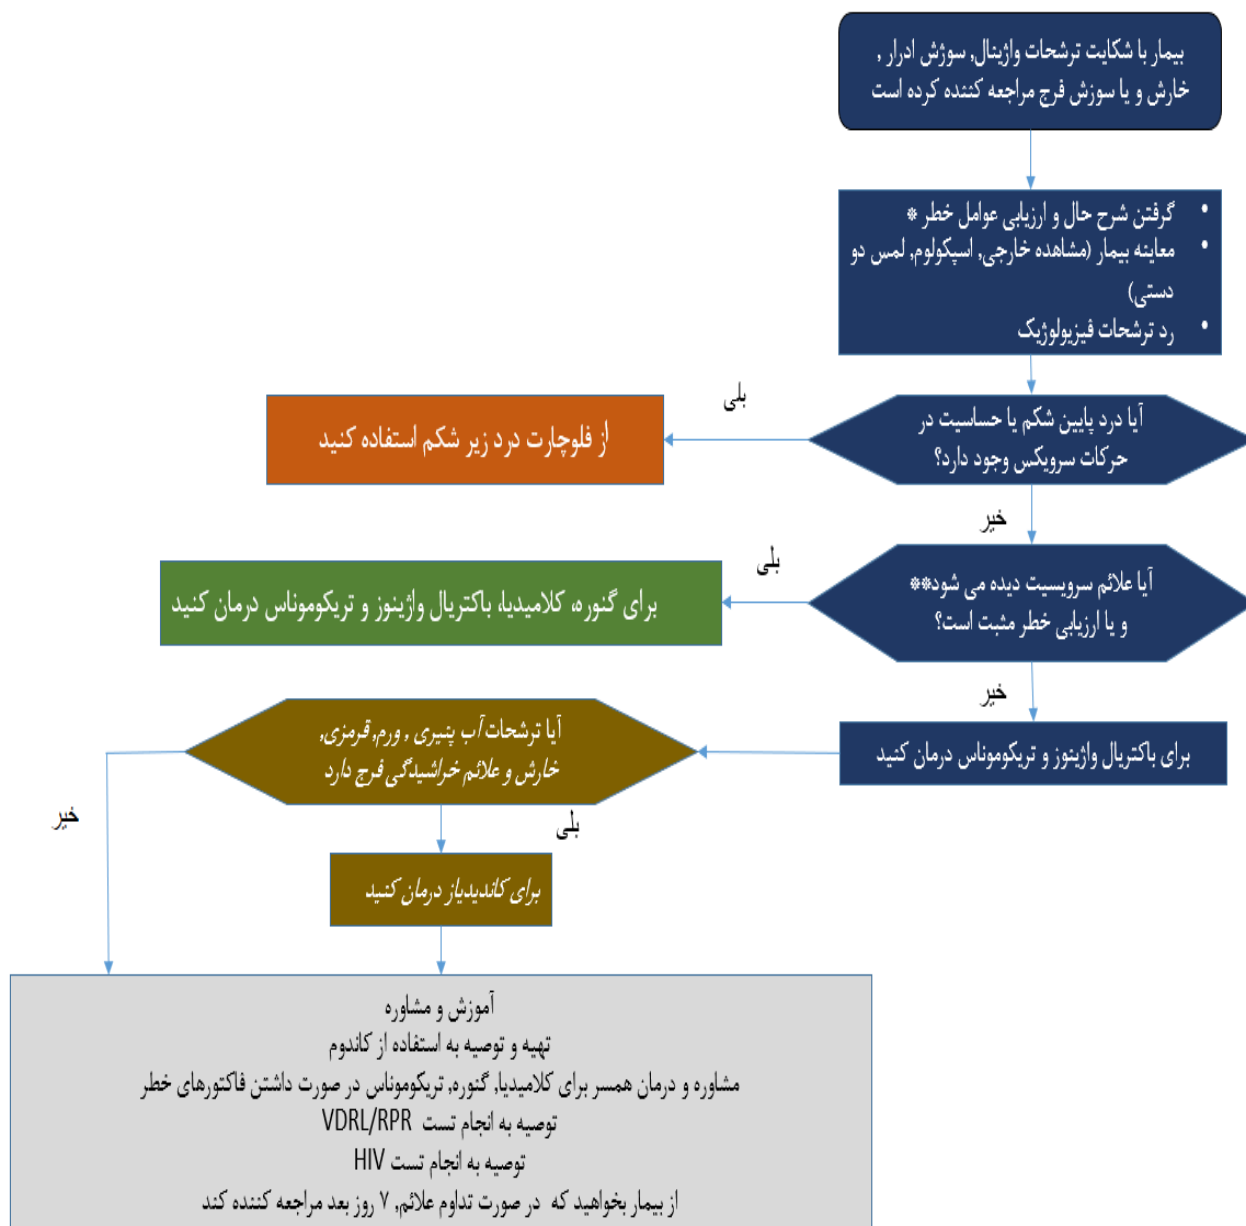 بیمار با شکایت ترشحات واژینال, سوزش ادرار ,
خارش و یا سوزش فرج مراجعه کننده کرده است
• گرفتن شرح حال و ارزیابی عوامل خطر *
• معاینه بیمار (مشاهده خارجی, اسپکولوم, لمس دو
دستی)
• رد ترشحات فیزیولوژیک
آیا درد پایین شکم یا حساسیت در
حرکات سرویکس وجود دارد؟
بلی
از فلوچارت درد زیر شکم استفاده کنید
خیر
آیا علائم سرویسیت دیده می شود**
و یا ارزیابی خطر مثبت است؟
بلی
برای گنوره، کلامیدیا، باکتریال واژینوز و تریکوموناس درمان کنید
خیر
برای باکتریال واژینوز و تریکوموناس درمان کنید
آیا ترشحات آب پنیری , ورم, قرمزی,
خارش و علائم خراشیدگی فرج دارد
بلی
خیر
برای کاندیدیاز درمان کنید
آموزش و مشاوره
تهیه و توصیه به استفاده از کاندوم
مشاوره و درمان همسر برای کلامیدیا, گنوره, تریکوموناس در صورت داشتن فاکتورهای خطر
توصیه به انجام تست VDRL/RPR
توصیه به انجام تست HIV
از بیمار بخواهید که در صورت تداوم علائم, ۷ روز بعد مراجعه کننده کند